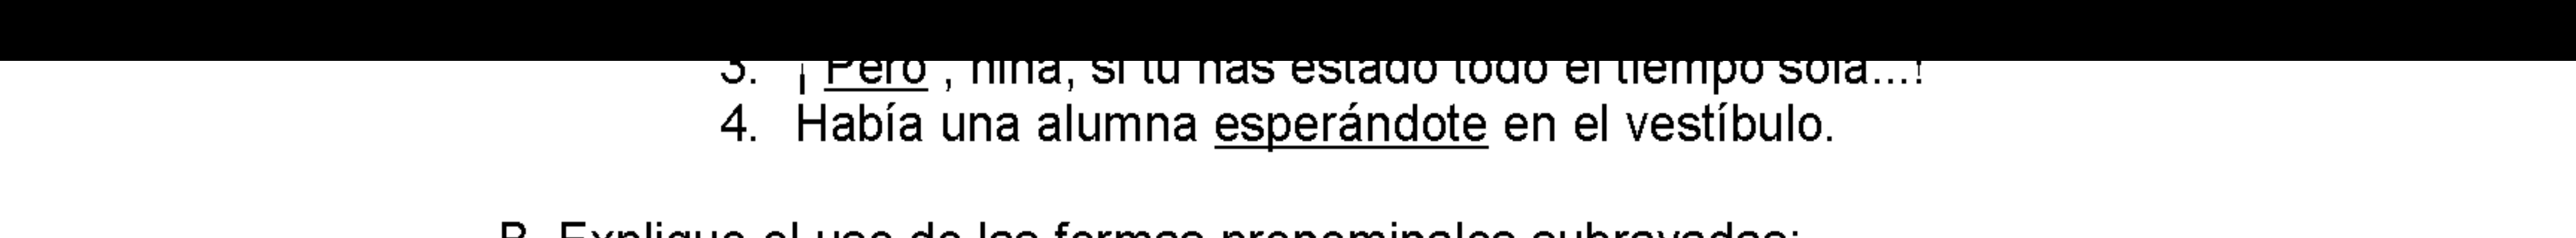 3. ¡ Pero , niña, si tú has estado todo el tiempo sola...!
4. Había una alumna esperándote en el vestíbulo.
B. Explique el uso de las formas pronominales subrayadas: